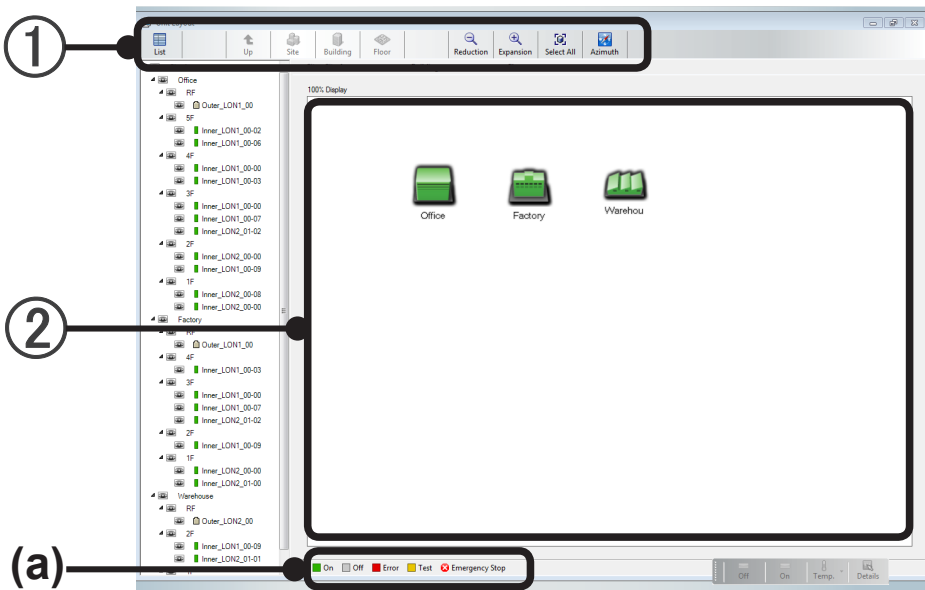 1
List
Up
Site
Building
Floor
Reduction
Expansion
Select All
Azimuth
Office
RF
Outer_LON1_00
5F
Inner_LON1_00-02
Inner_LON1_00-06
4F
Inner_LON1_00-00
Inner_LON1_00-03
3F
Inner_LON1_00-00
Inner_LON1_00-07
Inner_LON2_01-02
2F
Inner_LON2_00-00
Inner_LON1_00-09
1F
Inner_LON2_00-08
Inner_LON2_00-00
Factory
RF
Outer_LON1_00
4F
Inner_LON1_00-03
3F
Inner_LON1_00-00
Inner_LON1_00-07
Inner_LON2_01-02
2F
Inner_LON1_00-09
1F
Inner_LON2_00-00
Inner_LON2_01-00
Warehouse
RF
Outer_LON2_00
2F
Inner_LON1_00-09
Inner_LON2_01-01
2
100% Display
Office
Factory
Warehou
(a)
On Off Error Test Emergency Stop
Off
On
Temp.
Details